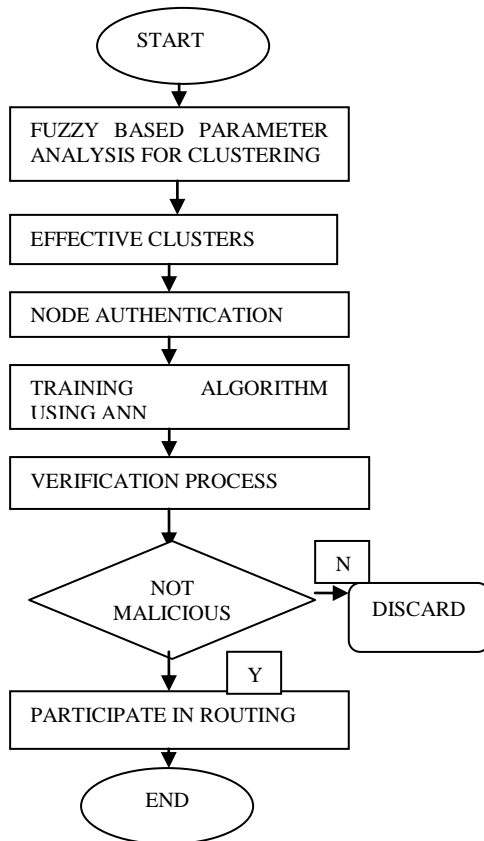 START
FUZZY BASED PARAMETER
ANALYSIS FOR CLUSTERING
EFFECTIVE CLUSTERS
NODE AUTHENTICATION
TRAINING ALGORITHM
USING ANN
VERIFICATION PROCESS
NOT
MALICIOUS
N
DISCARD
Y
PARTICIPATE IN ROUTING
END